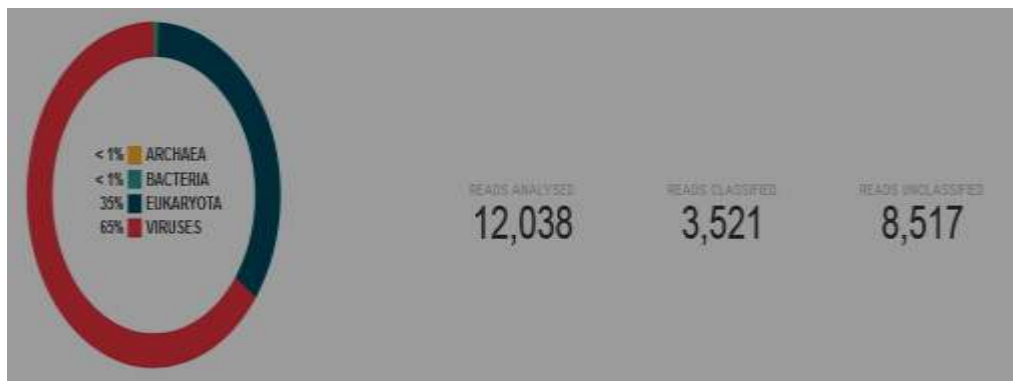 < 1% ARCHAEA
< 1% BACTERIA
35% EUKARYOTA
65% VIRUSES
READS ANALYSED
12,038
READS CLASSIFIED
3,521
READS UNCLASSIFIED
8,517